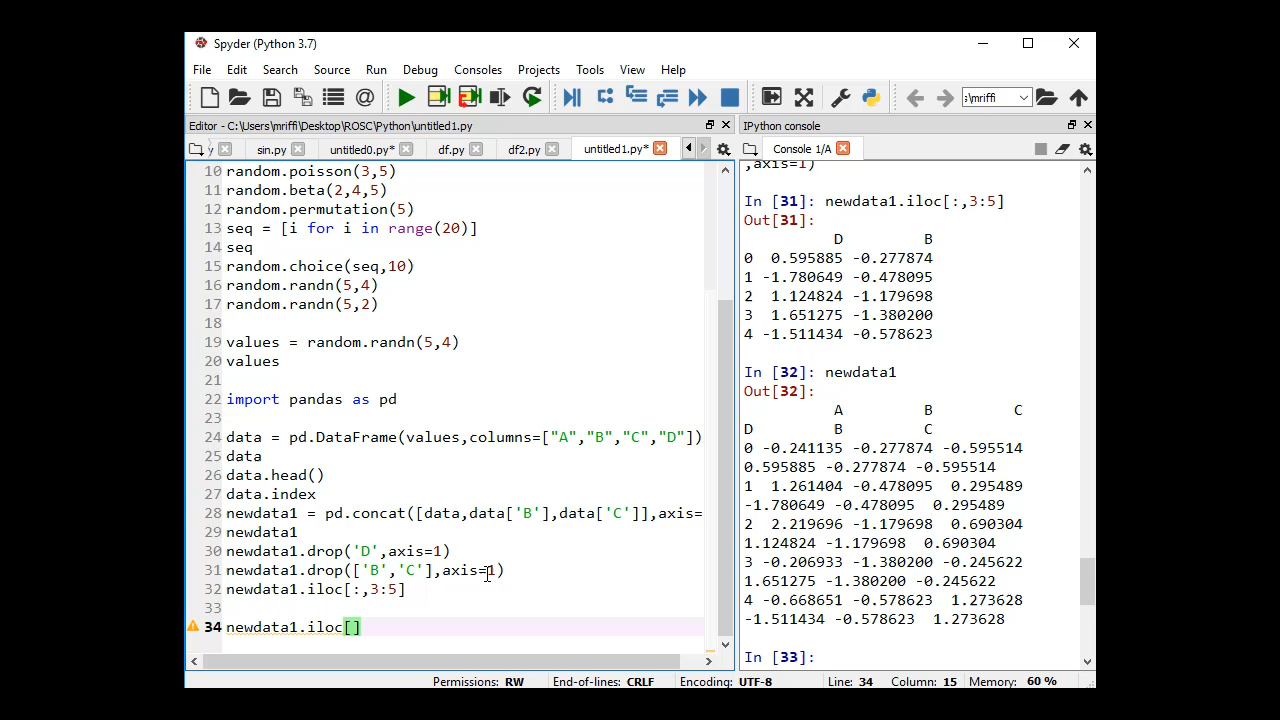 Spyder (Python 3.7)
File Edit Search Source Run Debug Consoles Projects Tools View Help
;\mriffi
Editor - C:\Users\mriffi\Desktop\ROSC\Python\untitled1.py
y sin.py untitled0.py* df.py df2.py untitled1.py*
10 random.poisson(3,5)
11 random.beta(2,4,5)
12 random.permutation(5)
13 seq = [i for i in range(20)]
14 seq
15 random.choice(seq,10)
16 random.randn(5,4)
17 random.randn(5,2)
18
19 values = random.randn(5,4)
20 values
21
22 import pandas as pd
23
24 data = pd.DataFrame(values,columns=["A","B","C","D"])
25 data
26 data.head()
27 data.index
28 newdata1 = pd.concat([data,data['B'],data['C']],axis=
29 newdata1
30 newdata1.drop('D',axis=1)
31 newdata1.drop(['B','C'],axis=1)
32 newdata1.iloc[:,3:5]
33
34 newdata1.iloc[]
IPython console
Console 1/A
,axis=1)
In [31]: newdata1.iloc[:,3:5]
Out[31]:
D B
0 0.595885 -0.277874
1 -1.780649 -0.478095
2 1.124824 -1.179698
3 1.651275 -1.380200
4 -1.511434 -0.578623
In [32]: newdata1
Out[32]:
A B C
D B C
0 -0.241135 -0.277874 -0.595514
0.595885 -0.277874 -0.595514
1 1.261404 -0.478095 0.295489
-1.780649 -0.478095 0.295489
2 2.219696 -1.179698 0.690304
1.124824 -1.179698 0.690304
3 -0.206933 -1.380200 -0.245622
1.651275 -1.380200 -0.245622
4 -0.668651 -0.578623 1.273628
-1.511434 -0.578623 1.273628
In [33]:
Permissions: RW End-of-lines: CRLF Encoding: UTF-8 Line: 34 Column: 15 Memory: 60 %